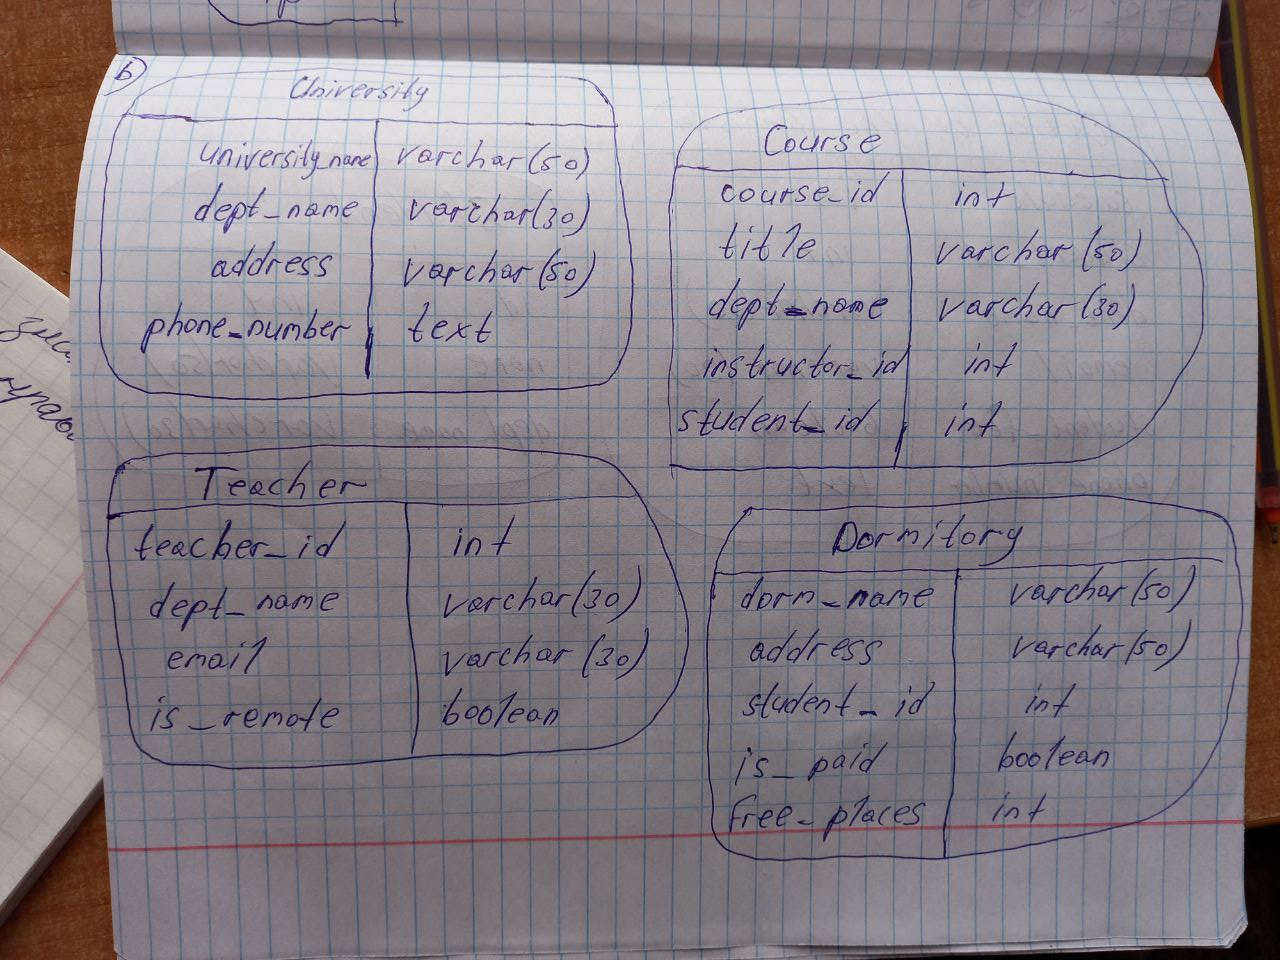 b
University
university_name varchar(50)
dept_name varchar(30)
address varchar(50)
phone_number text
Course
course_id int
title varchar(50)
dept_name varchar(30)
instructor_id int
student_id int
Teacher
teacher_id int
dept_name varchar(30)
email varchar(30)
is_remote boolean
Dormitory
dorm_name varchar(50)
address varchar(50)
student_id int
is_paid boolean
free_places int